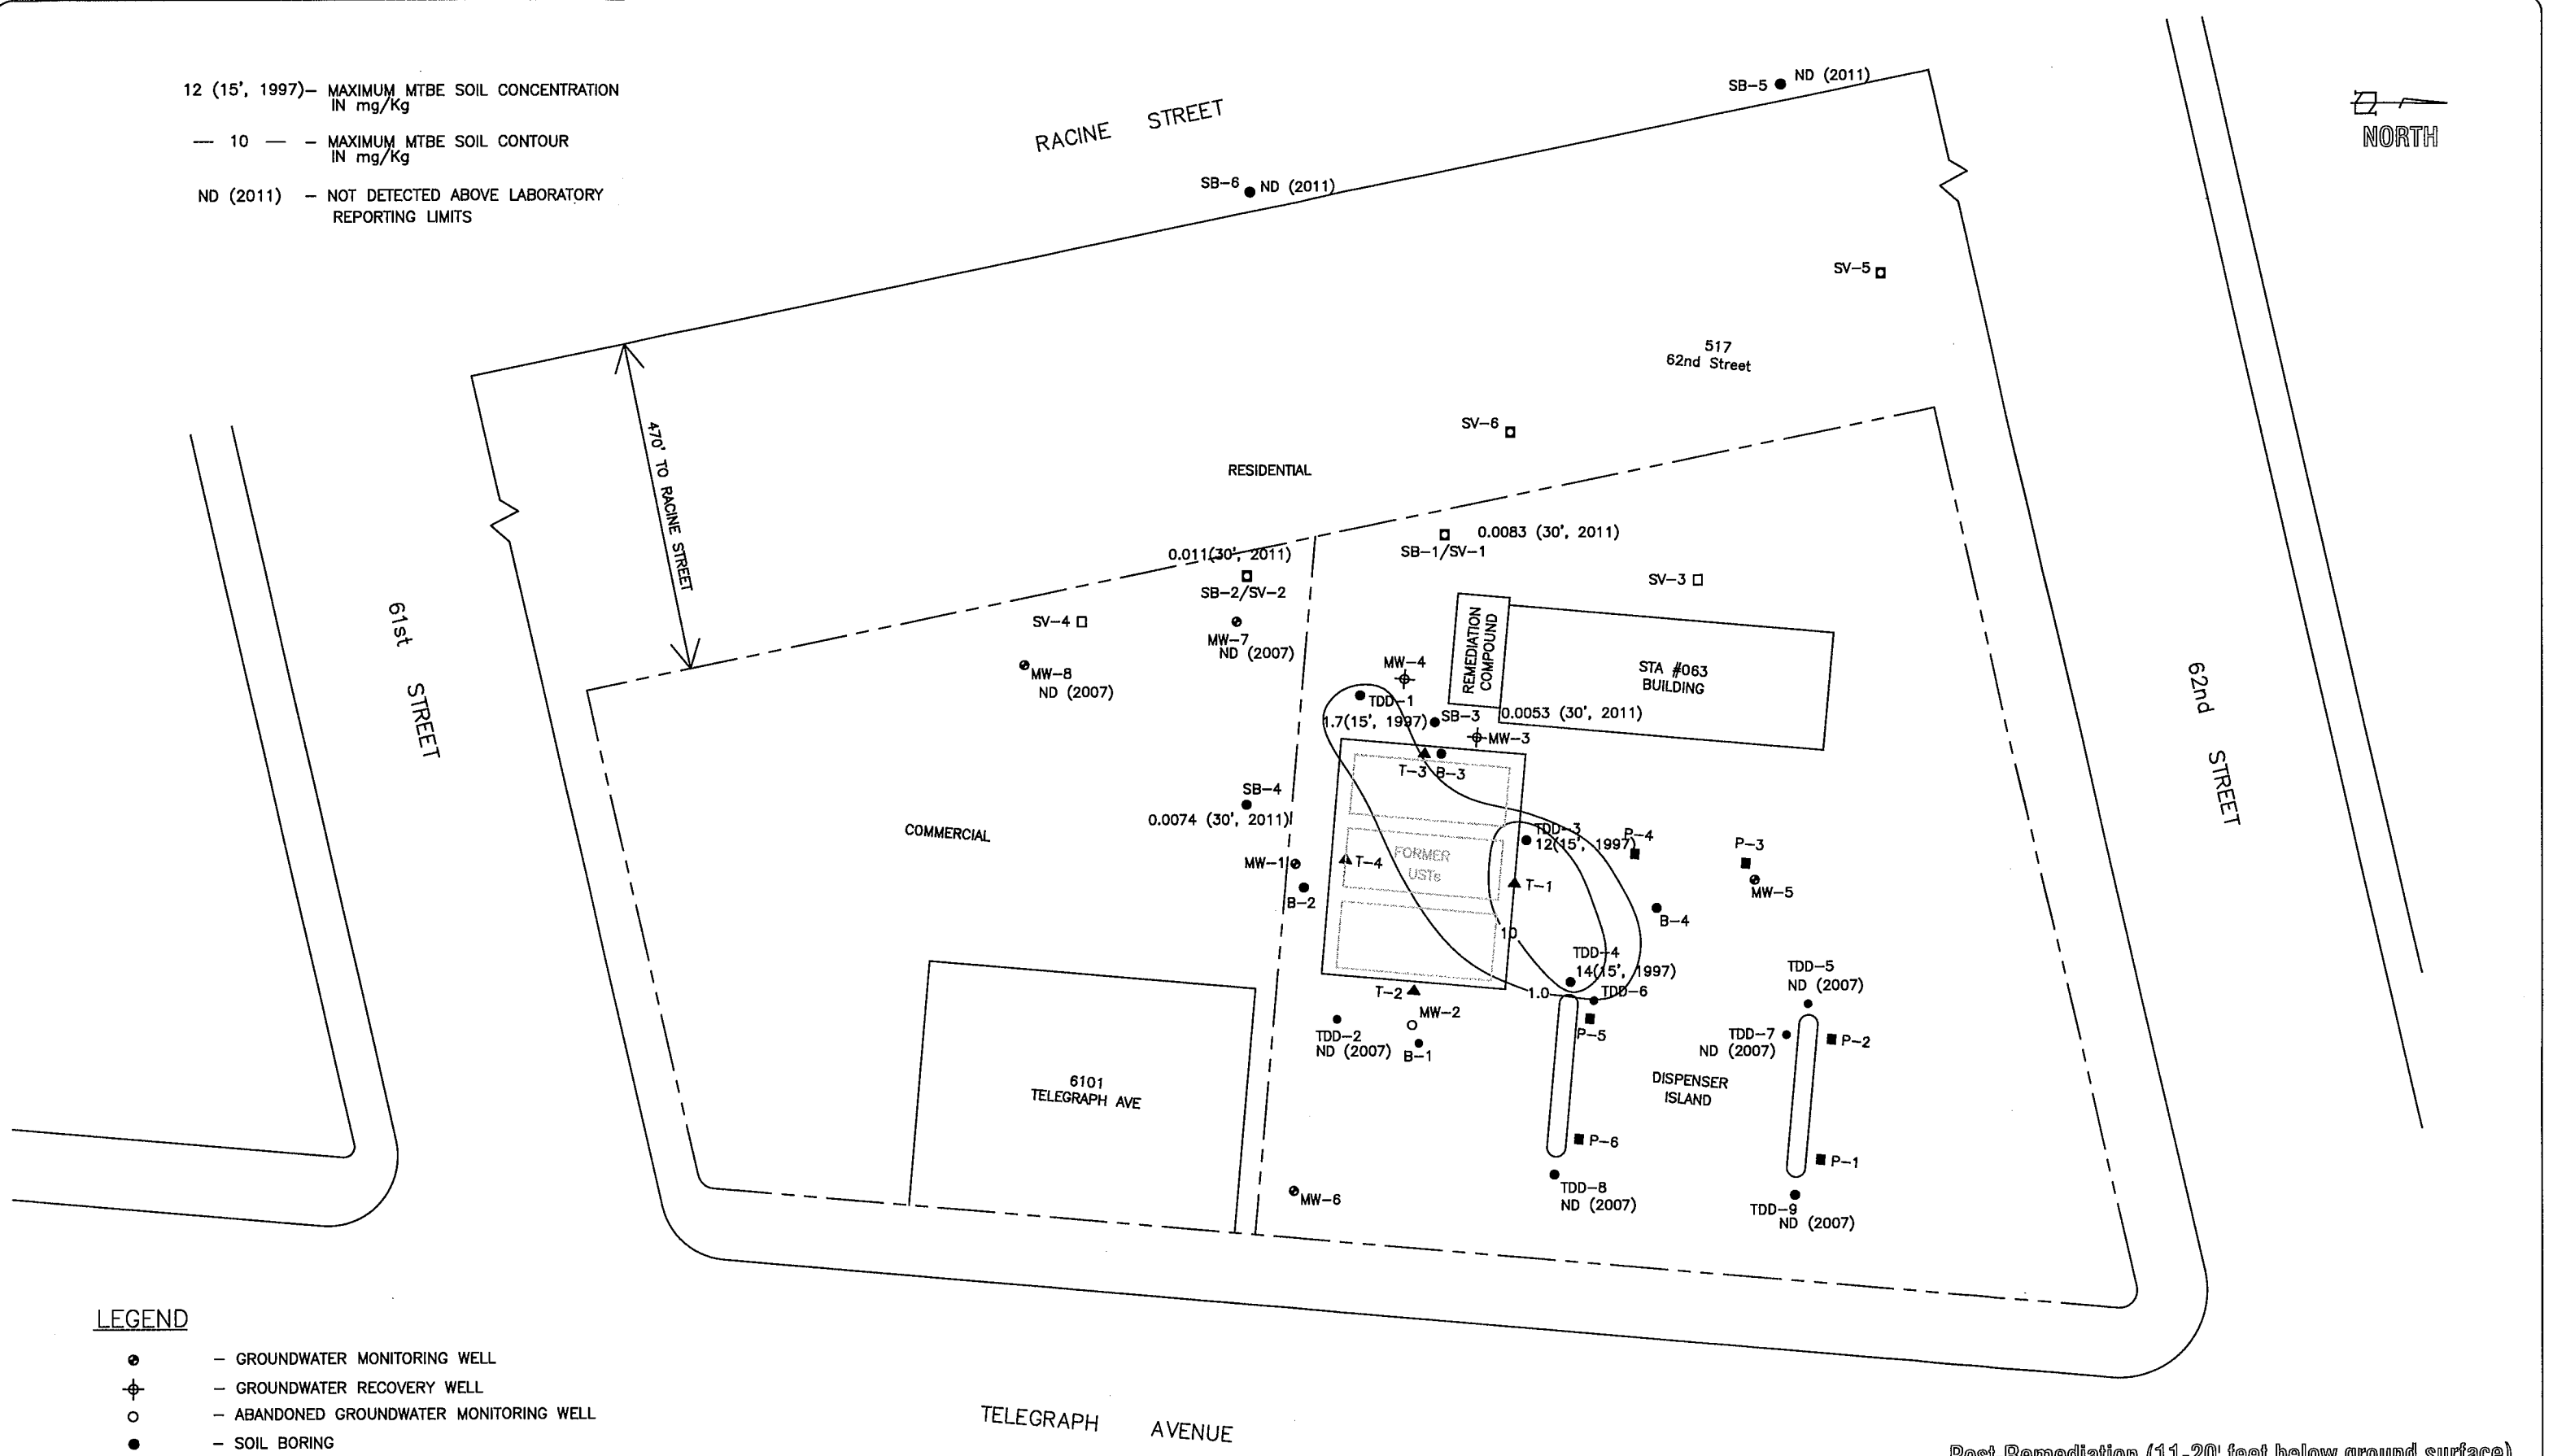 12 (15', 1997)– MAXIMUM MTBE SOIL CONCENTRATION
IN mg/Kg
— 10 — – MAXIMUM MTBE SOIL CONTOUR
IN mg/Kg
ND (2011) – NOT DETECTED ABOVE LABORATORY
REPORTING LIMITS
RACINE STREET
SB-5 ND (2011)
NORTH
SB-6 ND (2011)
SV-5
517
62nd Street
SV-6
470' TO RACINE STREET
RESIDENTIAL
0.0083 (30', 2011)
SB-1/SV-1
0.011(30', 2011)
SB-2/SV-2
SV-3
SV-4
MW-7
ND (2007)
MW-8
ND (2007)
61st STREET
62nd STREET
REMEDIATION
COMPOUND
STA #063
BUILDING
MW-4
TDD-1
1.7(15', 1997)
SB-3 0.0053 (30', 2011)
MW-3
T-3 B-3
SB-4
0.0074 (30', 2011)
COMMERCIAL
TDD-3
12(15', 1997)
P-4
P-3
MW-5
MW-1
T-4
FORMER
USTs
T-1
B-2
B-4
10
TDD-4
14(15', 1997)
TDD-5
ND (2007)
T-2
1.0
TDD-6
MW-2
P-5
TDD-2
ND (2007)
B-1
TDD-7
ND (2007)
P-2
6101
TELEGRAPH AVE
DISPENSER
ISLAND
P-6
P-1
MW-6
TDD-8
ND (2007)
TDD-9
ND (2007)
LEGEND
– GROUNDWATER MONITORING WELL
– GROUNDWATER RECOVERY WELL
– ABANDONED GROUNDWATER MONITORING WELL
– SOIL BORING
TELEGRAPH AVENUE
Post Remediation (11-20' feet below ground surface)